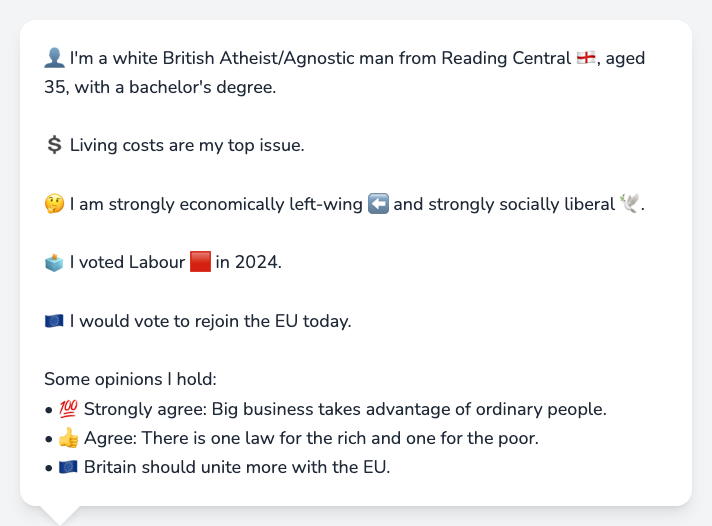 👤 I'm a white British Atheist/Agnostic man from Reading Central 🏴󠁧󠁢󠁥󠁮󠁧󠁿, aged
35, with a bachelor's degree.
💲 Living costs are my top issue.
🤔 I am strongly economically left-wing ⬅️ and strongly socially liberal 🕊️.
🗳️ I voted Labour 🟥 in 2024.
🇪🇺 I would vote to rejoin the EU today.
Some opinions I hold:
• 💯 Strongly agree: Big business takes advantage of ordinary people.
• 👍 Agree: There is one law for the rich and one for the poor.
• 🇪🇺 Britain should unite more with the EU.